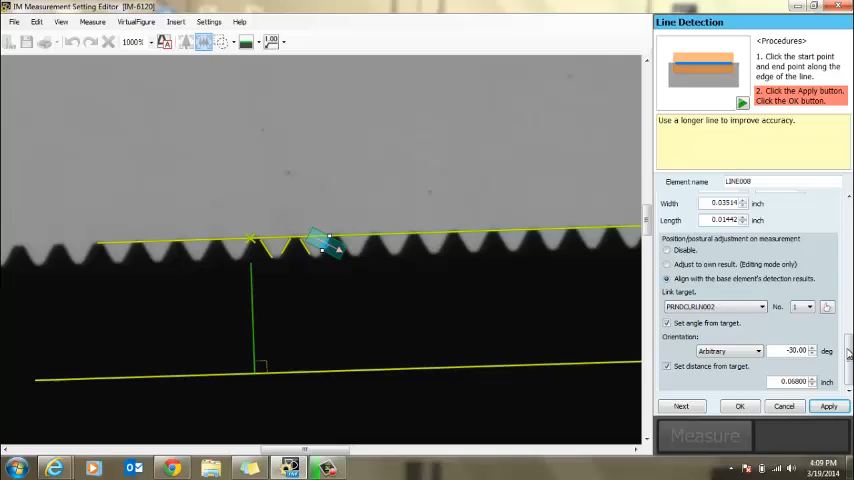 IM Measurement Setting Editor [IM-6120]
File Edit View Measure VirtualFigure Insert Settings Help
1000% 1.00
Line Detection
<Procedures>
1. Click the start point
and end point along the
edge of the line.
2. Click the Apply button.
Click the OK button.
Use a longer line to improve accuracy.
Element name LINE008
Width 0.03514 inch
Length 0.01442 inch
Position/postural adjustment on measurement
Disable.
Adjust to own result. (Editing mode only)
Align with the base element's detection results.
Link target.
PRNDCLRLN002 No. 1
Set angle from target.
Orientation:
Arbitrary -30.00 deg
Set distance from target.
0.06800 inch
Next OK Cancel Apply
Measure
4:09 PM
3/19/2014